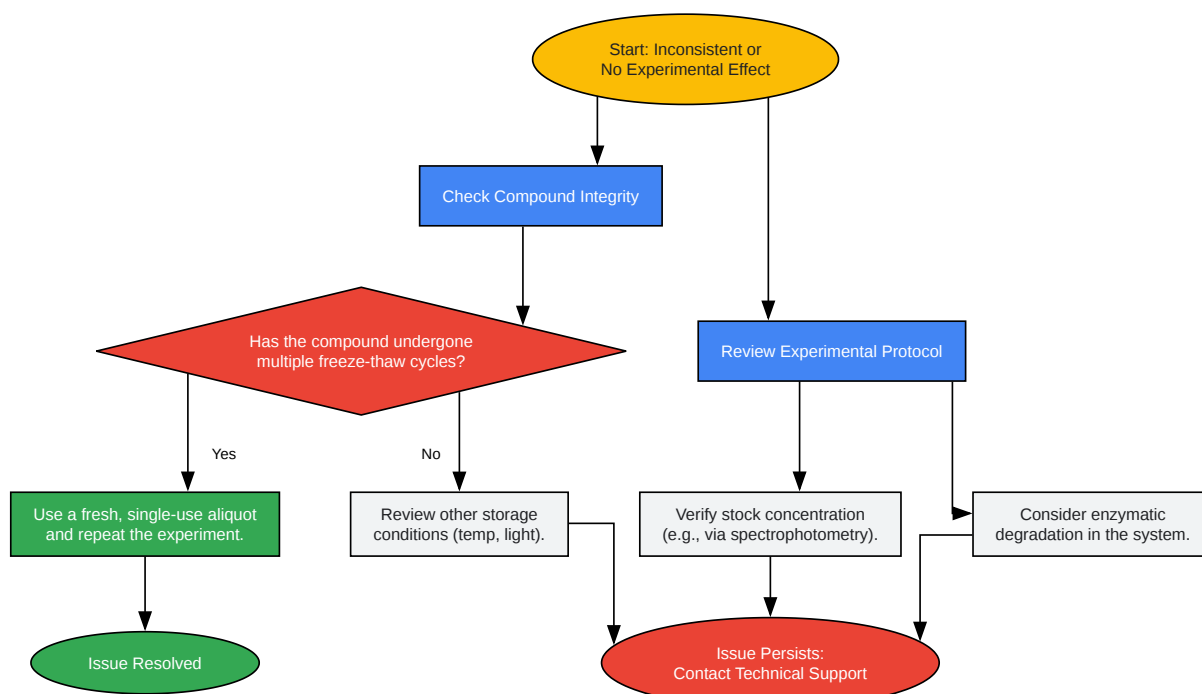 Start: Inconsistent or
No Experimental Effect
Check Compound Integrity
Has the compound undergone
multiple freeze-thaw cycles?
Review Experimental Protocol
Yes
No
Use a fresh, single-use aliquot
and repeat the experiment.
Review other storage
conditions (temp, light).
Verify stock concentration
(e.g., via spectrophotometry).
Consider enzymatic
degradation in the system.
Issue Resolved
Issue Persists:
Contact Technical Support